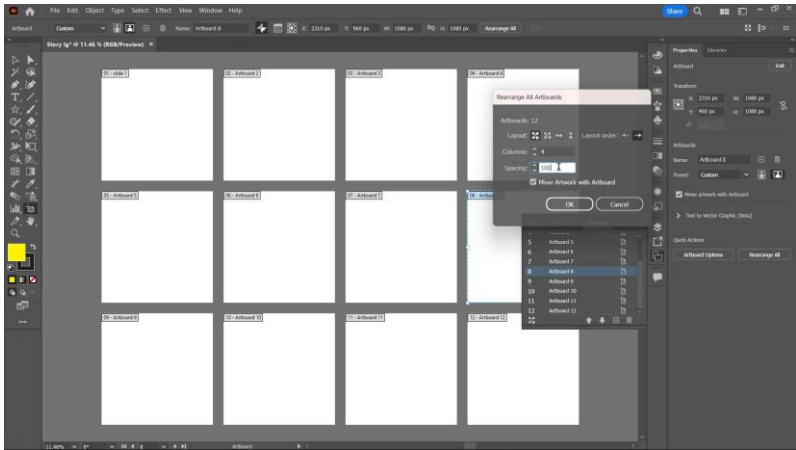 File Edit Object Type Select Effect View Window Help
Share
Artboard Custom Name: Artboard 8 X: 2310 px Y: 960 px W: 1080 px H: 1080 px Rearrange All
Story Ig* @ 11.46 % (RGB/Preview) ×
01 - slide 1
02 - Artboard 2
03 - Artboard 3
04 - Artboard 4
05 - Artboard 5
06 - Artboard 6
07 - Artboard 7
08 - Artboard
09 - Artboard 9
10 - Artboard 10
11 - Artboard 11
12 - Artboard 12
Rearrange All Artboards
Artboards: 12
Layout: Layout order:
Columns: 4
Spacing: 100
Move Artwork with Artboard
OK Cancel
5 Artboard 5
6 Artboard 6
7 Artboard 7
8 Artboard 8
9 Artboard 9
10 Artboard 10
11 Artboard 11
12 Artboard 12
Properties Libraries
Artboard Exit
Transform
X: 2310 px W: 1080 px
Y: 960 px H: 1080 px
Artboards
Name: Artboard 8
Preset: Custom
Move artwork with Artboard
Text to Vector Graphic (Beta)
Quick Actions
Artboard Options Rearrange All
11.46% 0° 8 Artboard